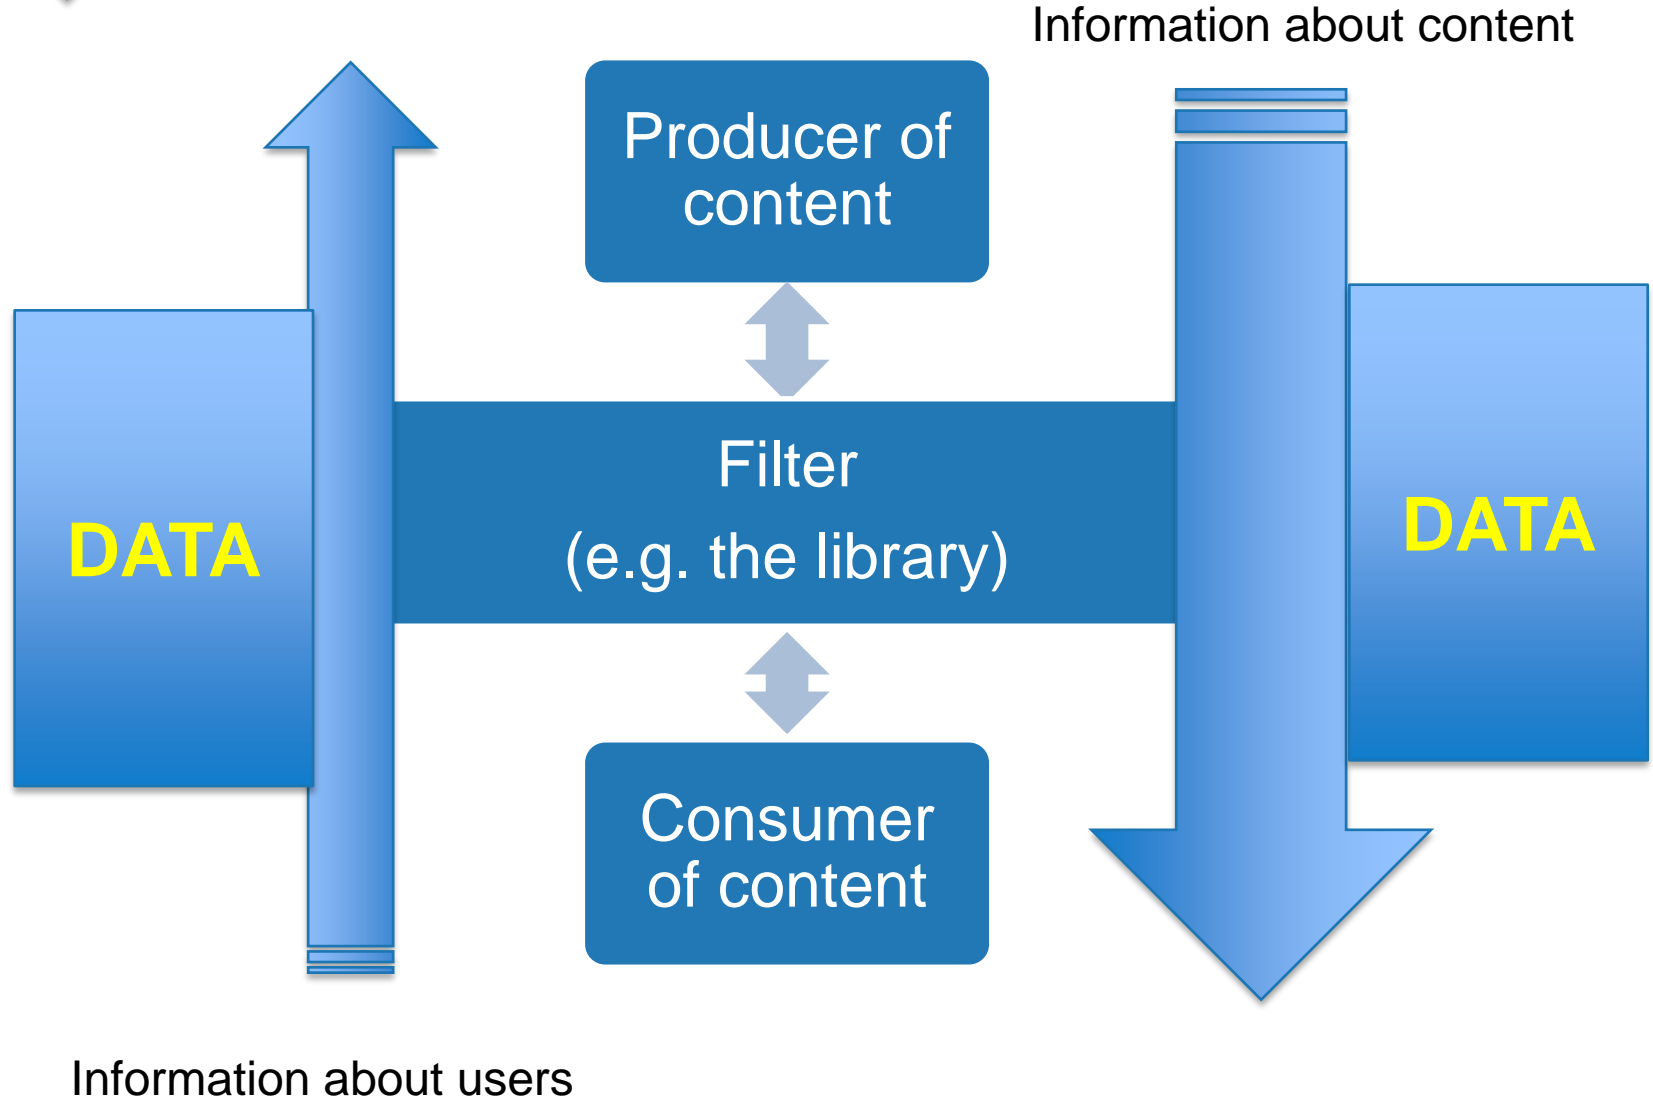 Information about content
Producer of
content
Filter
(e.g. the library)
DATA
DATA
Consumer
of content
Information about users